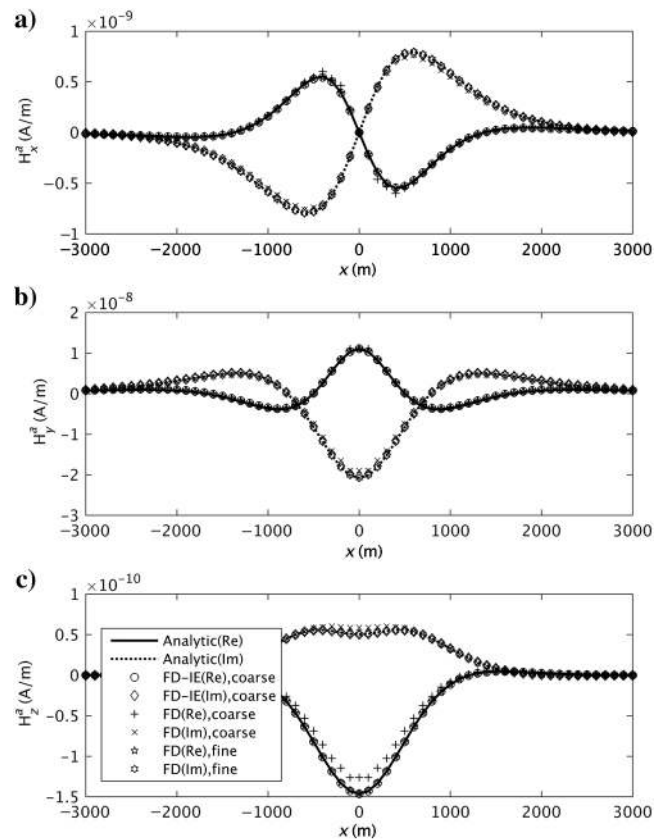 a)
×10⁻⁹
1
0.5
0
−0.5
−1
Hₓᵃ (A/m)
−3000 −2000 −1000 0 1000 2000 3000
x (m)
b)
×10⁻⁸
2
1
0
−1
−2
−3
Hyᵃ (A/m)
−3000 −2000 −1000 0 1000 2000 3000
x (m)
c)
×10⁻¹⁰
1
0.5
0
−0.5
−1
−1.5
Hzᵃ (A/m)
Analytic(Re)
Analytic(Im)
FD−IE(Re),coarse
FD−IE(Im),coarse
FD(Re),coarse
FD(Im),coarse
FD(Re),fine
FD(Im),fine
−3000 −2000 −1000 0 1000 2000 3000
x (m)